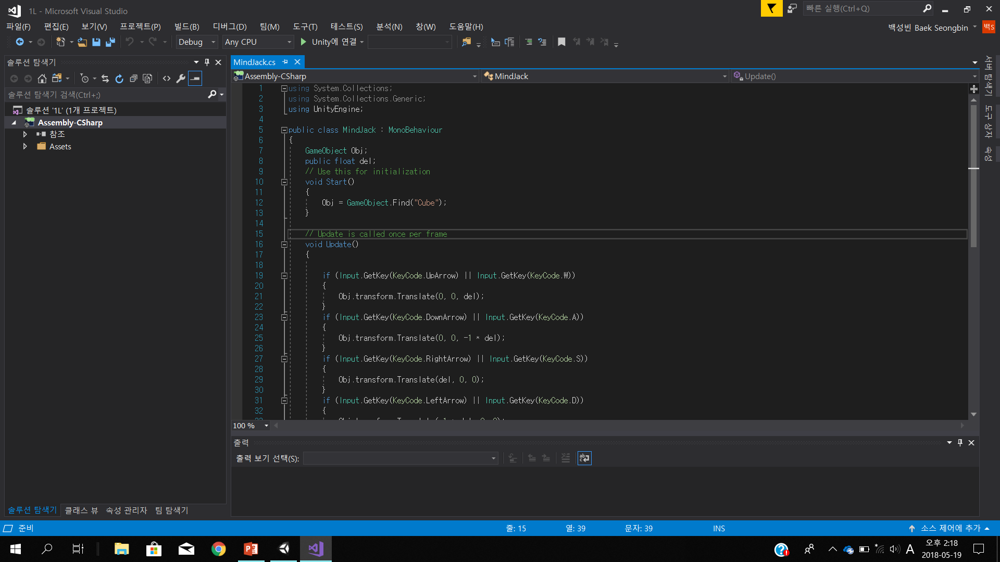 1L - Microsoft Visual Studio
빠른 실행(Ctrl+Q)
파일(F) 편집(E) 보기(V) 프로젝트(P) 빌드(B) 디버그(D) 팀(M) 도구(T) 테스트(S) 분석(N) 창(W) 도움말(H)
백성빈 Baek Seongbin 백S
Debug Any CPU Unity에 연결
솔루션 탐색기
솔루션 탐색기 검색(Ctrl+;)
솔루션 '1L' (1개 프로젝트)
Assembly-CSharp
참조
Assets
솔루션 탐색기 클래스 뷰 속성 관리자 팀 탐색기
MindJack.cs
Assembly-CSharp MindJack Update()
1 using System.Collections;
2 using System.Collections.Generic;
3 using UnityEngine;
4
5 public class MindJack : MonoBehaviour
6 {
7 GameObject Obj;
8 public float del;
9 // Use this for initialization
10 void Start()
11 {
12 Obj = GameObject.Find("Cube");
13 }
14
15 // Update is called once per frame
16 void Update()
17 {
18
19 if (Input.GetKey(KeyCode.UpArrow) || Input.GetKey(KeyCode.W))
20 {
21 Obj.transform.Translate(0, 0, del);
22 }
23 if (Input.GetKey(KeyCode.DownArrow) || Input.GetKey(KeyCode.A))
24 {
25 Obj.transform.Translate(0, 0, -1 * del);
26 }
27 if (Input.GetKey(KeyCode.RightArrow) || Input.GetKey(KeyCode.S))
28 {
29 Obj.transform.Translate(del, 0, 0);
30 }
31 if (Input.GetKey(KeyCode.LeftArrow) || Input.GetKey(KeyCode.D))
32 {
100 %
출력
출력 보기 선택(S):
서버 탐색기
도구 상자
속성
준비 줄: 15 열: 39 문자: 39 INS 소스 제어에 추가
A
오후 2:18
2018-05-19